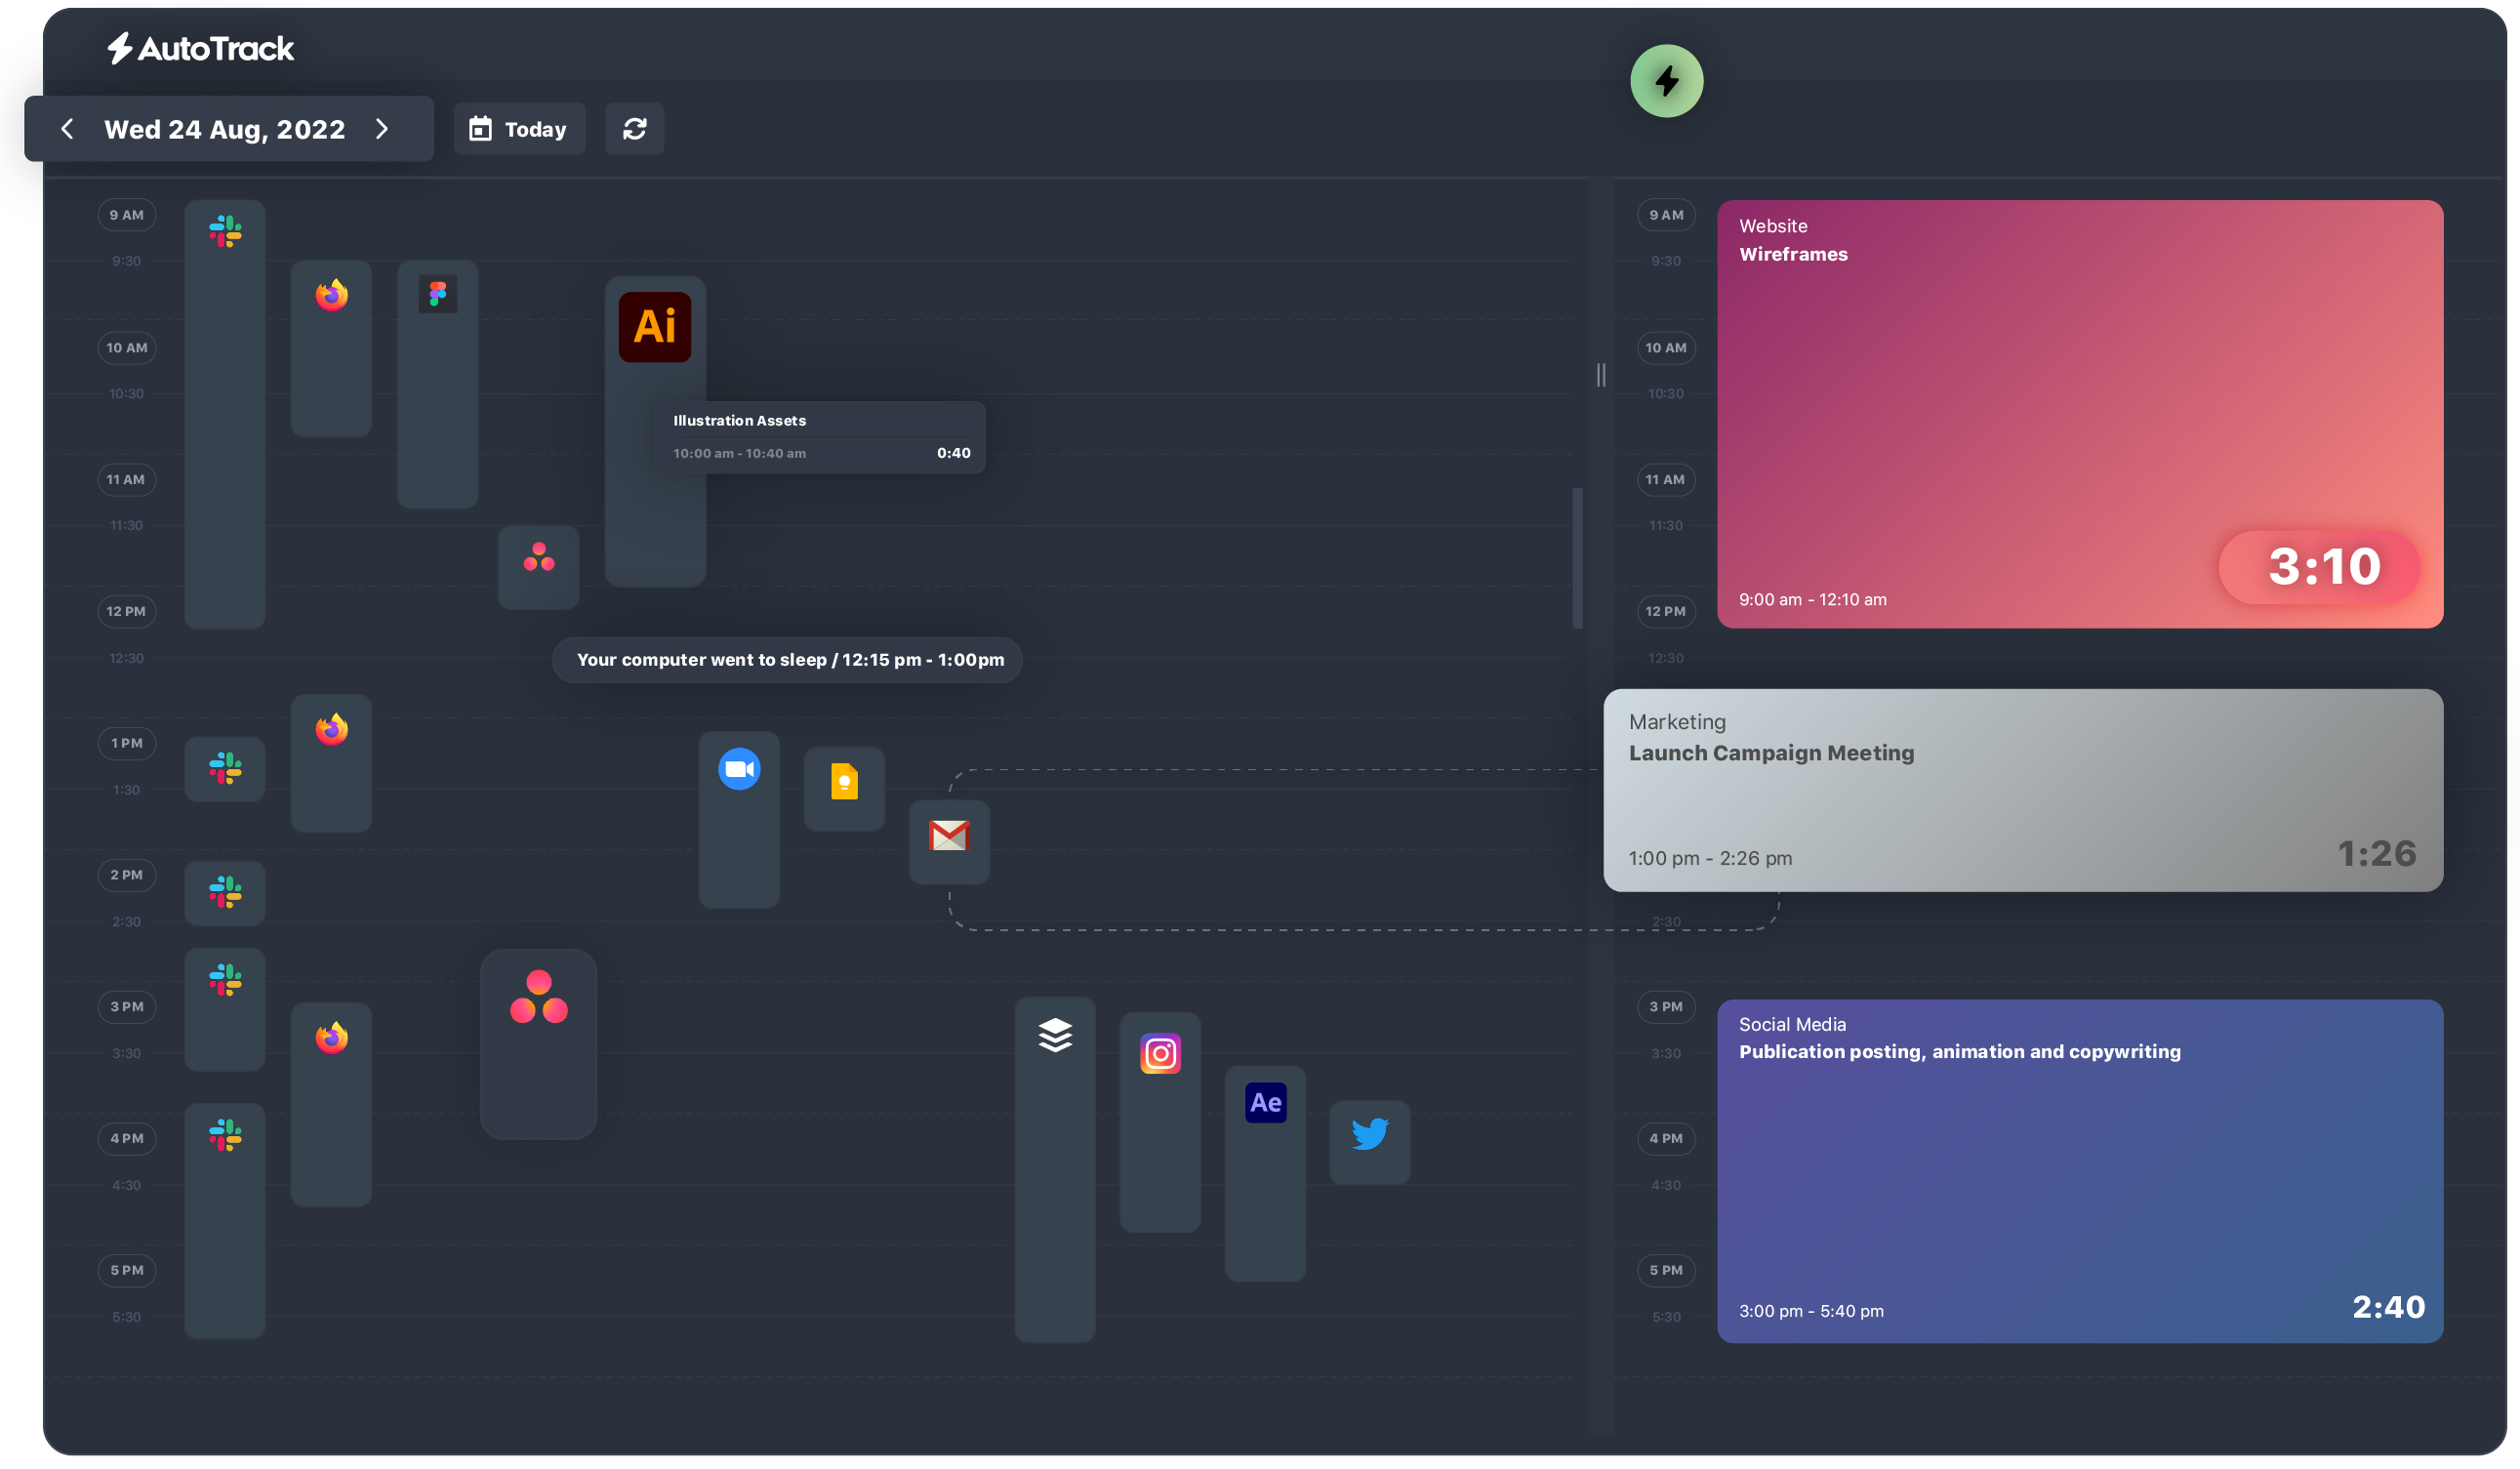 AutoTrack
Wed 24 Aug, 2022
Today
9 AM
9:30
10 AM
10:30
11 AM
11:30
12 PM
12:30
1 PM
1:30
2 PM
2:30
3 PM
3:30
4 PM
4:30
5 PM
5:30
Ai
Illustration Assets
10:00 am - 10:40 am 0:40
Your computer went to sleep / 12:15 pm - 1:00pm
Ae
9 AM
9:30
10 AM
10:30
11 AM
11:30
12 PM
12:30
2:30
3 PM
3:30
4 PM
4:30
5 PM
5:30
Website
Wireframes
3:10
9:00 am - 12:10 am
Marketing
Launch Campaign Meeting
1:00 pm - 2:26 pm 1:26
Social Media
Publication posting, animation and copywriting
3:00 pm - 5:40 pm 2:40